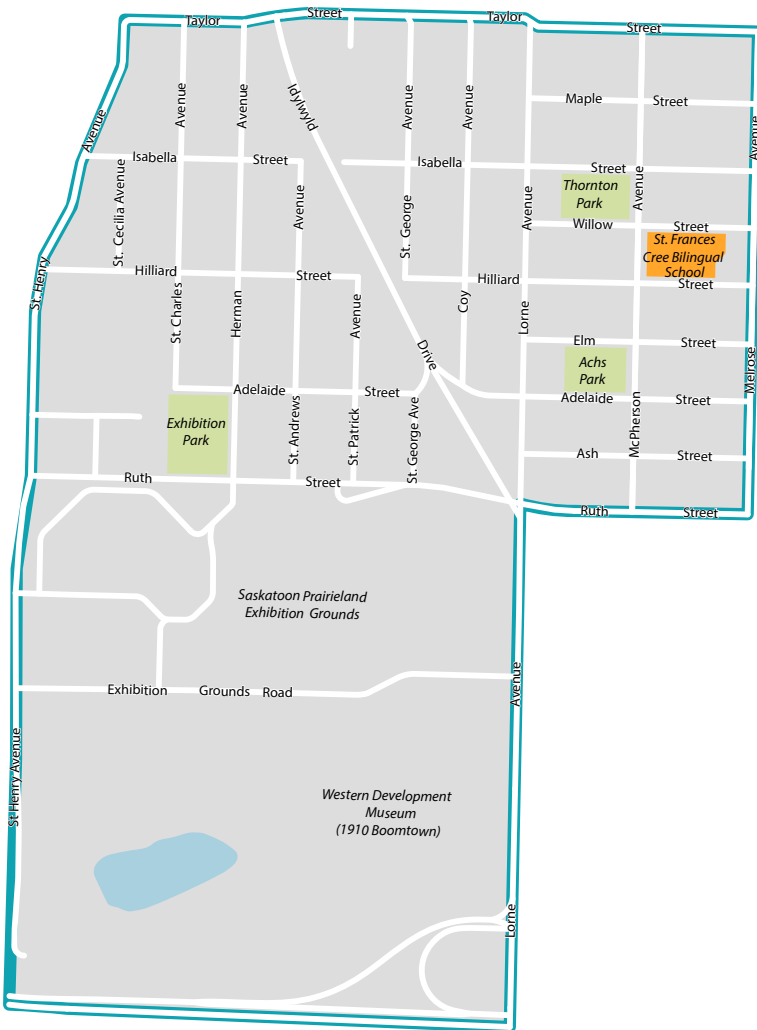 Taylor
Street
Taylor
Street
Maple
Street
Avenue
Avenue
Avenue
Avenue
Avenue
Idylwyld
Avenue
Isabella
Street
Isabella
Street
St. Cecilia Avenue
Avenue
Avenue
Avenue
Thornton
Park
Willow
Street
St. George
St. Frances
Cree Bilingual
School
St. Henry
Hilliard
Street
Hilliard
Street
St. Charles
Herman
Avenue
Coy
Lorne
Drive
Elm
Street
Achs
Park
Melrose
Adelaide
Street
Adelaide
Street
Exhibition
Park
St. Andrews
St. Patrick
St. George Ave
McPherson
Ash
Street
Ruth
Street
Ruth
Street
Saskatoon Prairieland
Exhibition Grounds
Exhibition
Grounds
Road
Avenue
St Henry Avenue
Western Development
Museum
(1910 Boomtown)
Lorne